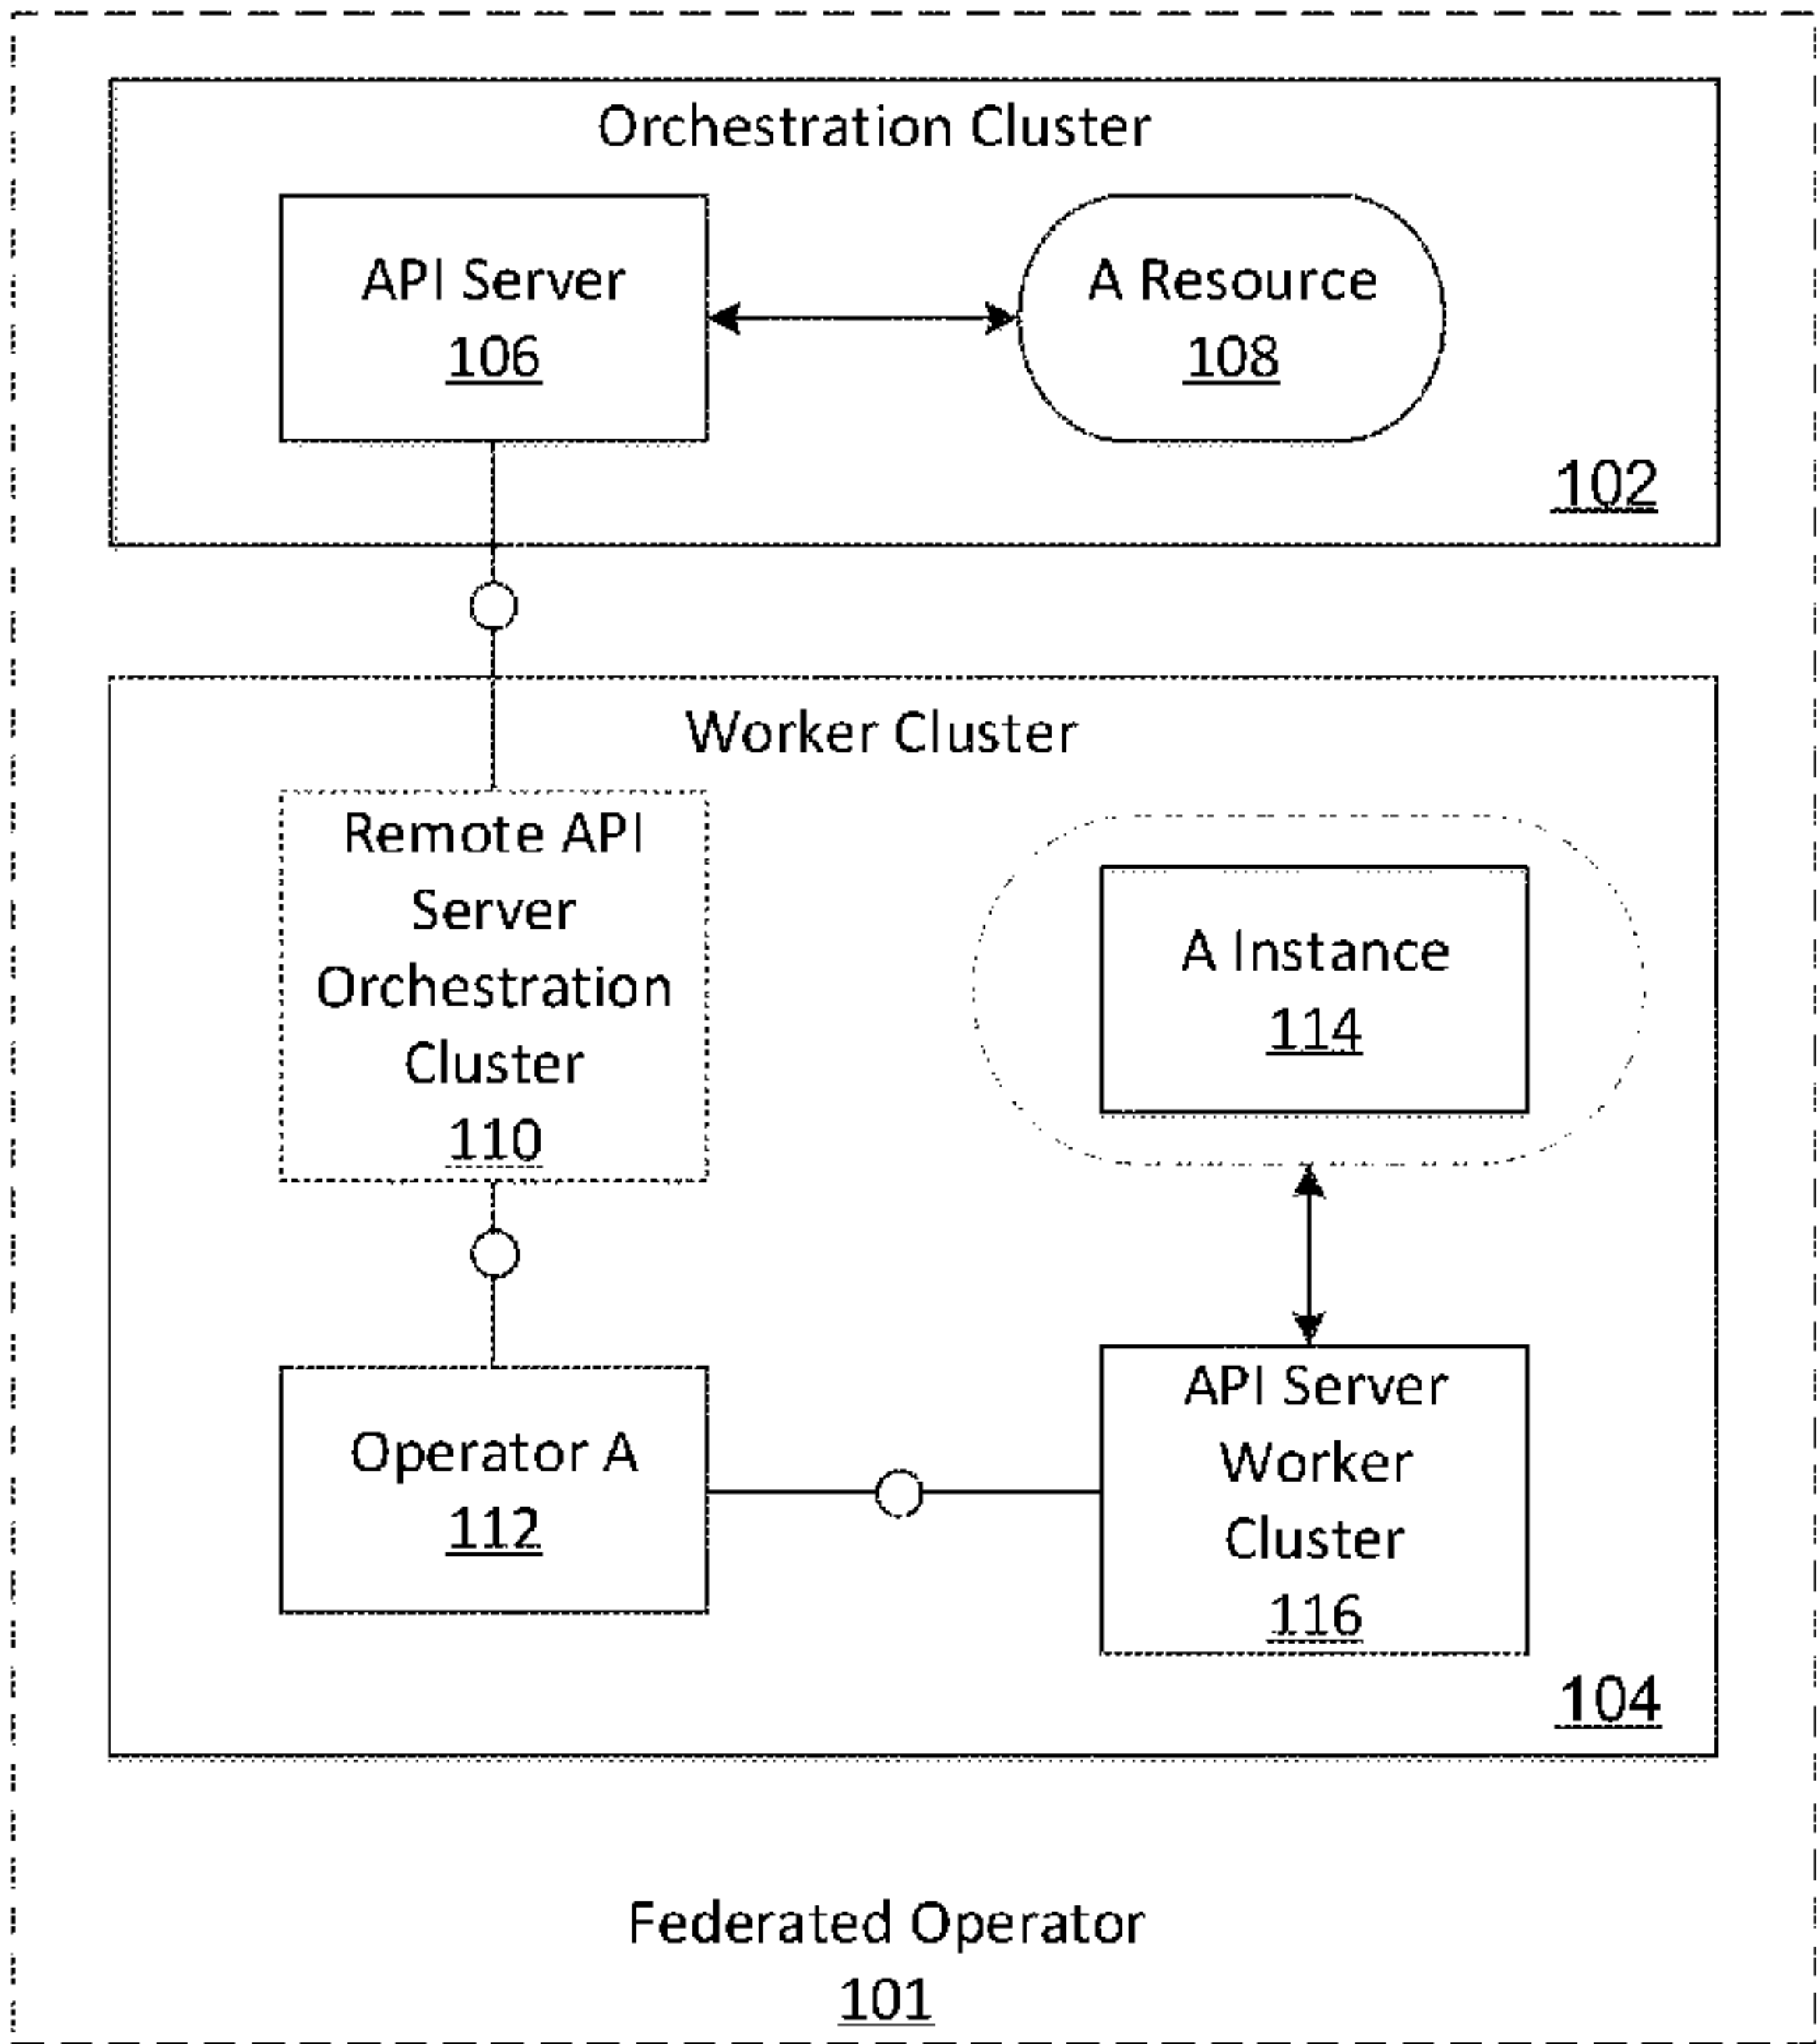 Orchestration Cluster
API Server
106
A Resource
108
102
Worker Cluster
Remote API
Server
Orchestration
Cluster
110
A Instance
114
Operator A
112
API Server
Worker
Cluster
116
104
Federated Operator
101